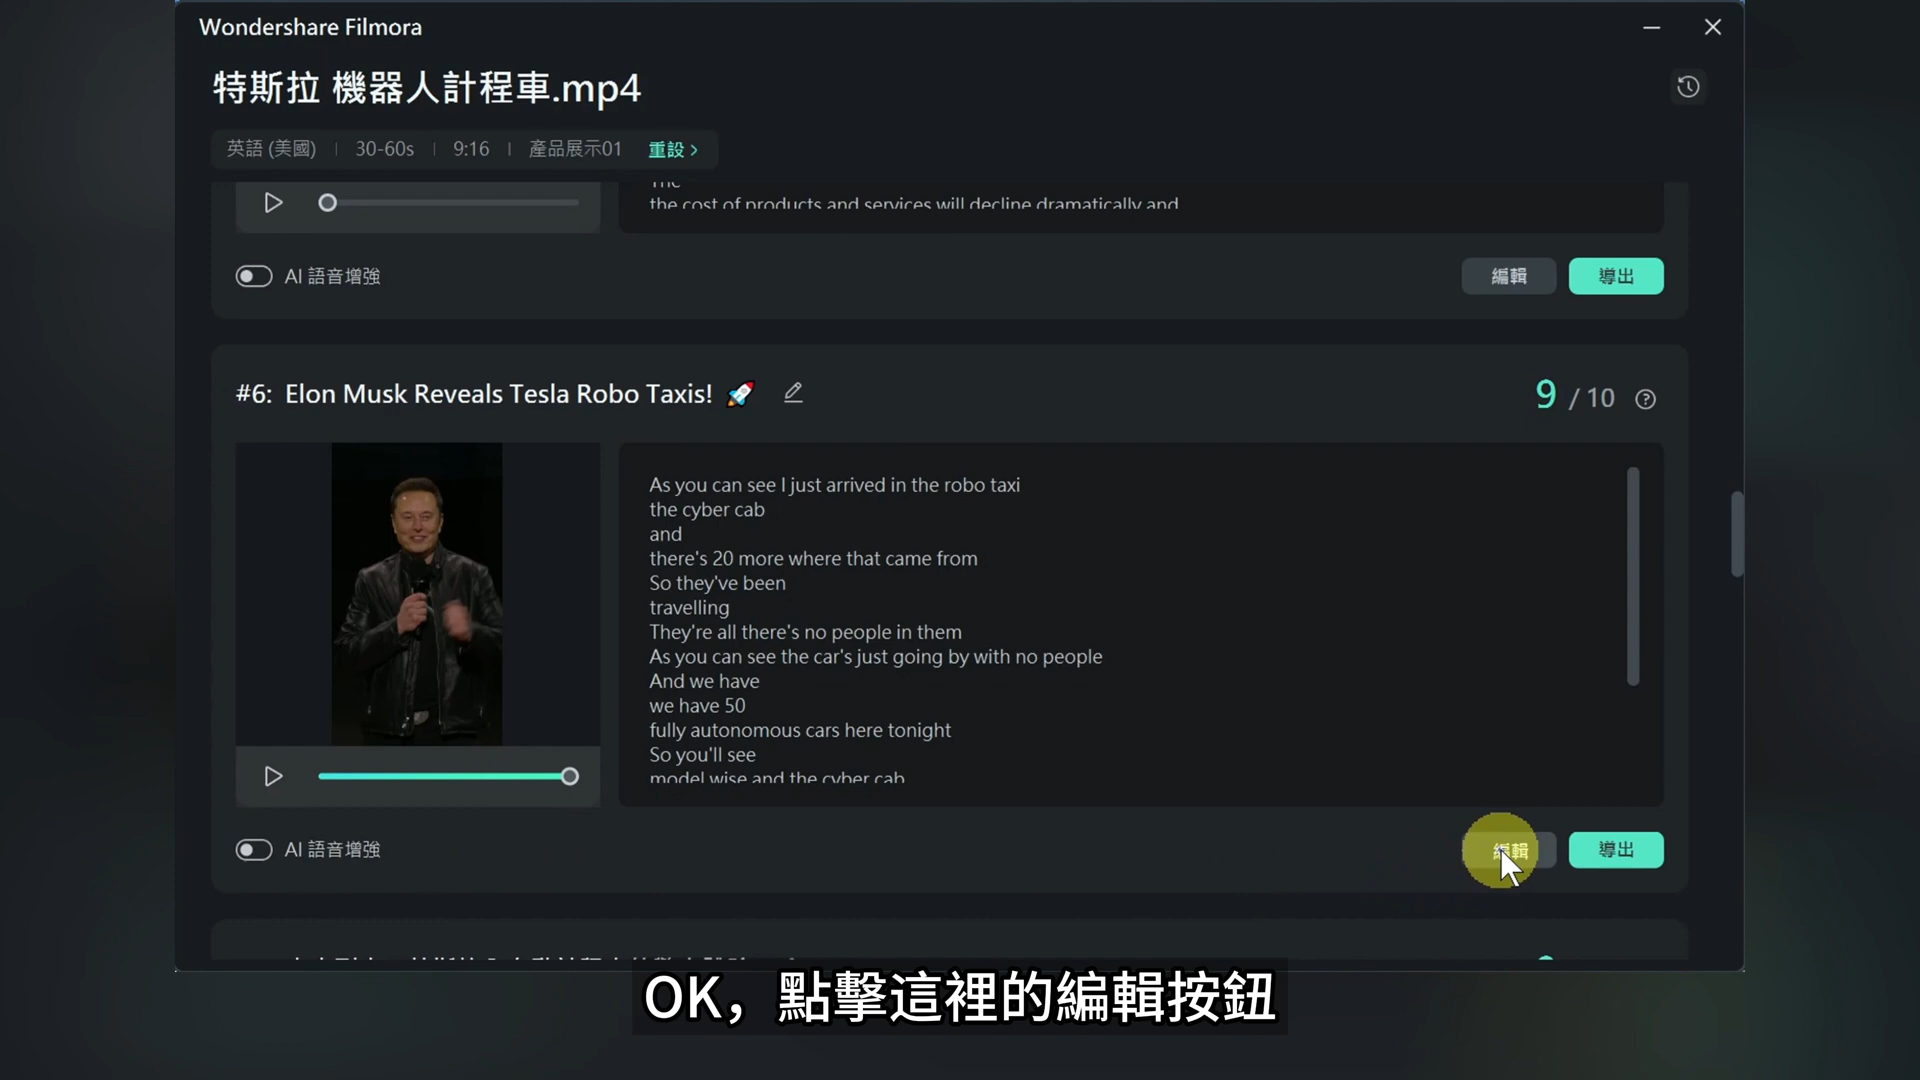 Wondershare Filmora
特斯拉 機器人計程車.mp4
英語 (美國) | 30-60s | 9:16 | 產品展示01 重設 >
The
the cost of products and services will decline dramatically and
AI 語音增強
編輯
導出
#6: Elon Musk Reveals Tesla Robo Taxis! 🚀
9 / 10
As you can see I just arrived in the robo taxi
the cyber cab
and
there's 20 more where that came from
So they've been
travelling
They're all there's no people in them
As you can see the car's just going by with no people
And we have
we have 50
fully autonomous cars here tonight
So you'll see
model wise and the cyber cab
AI 語音增強
編輯
導出
OK，點擊這裡的編輯按鈕